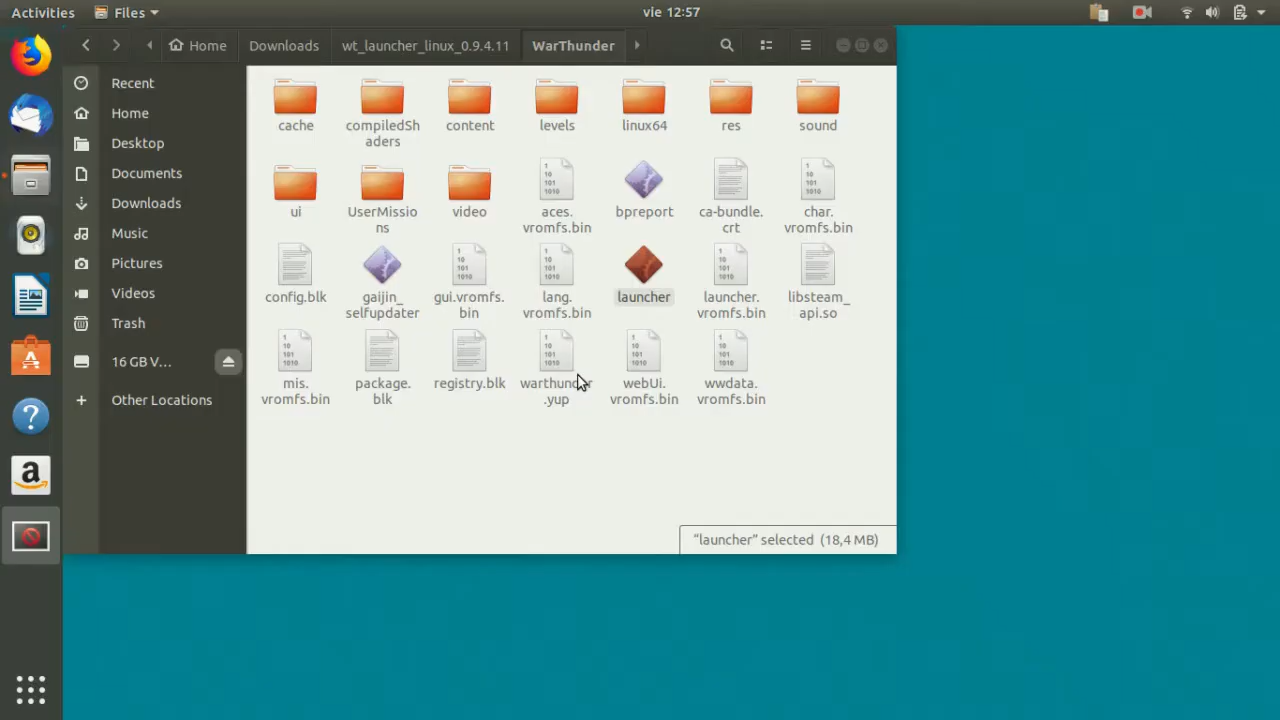 Activities
Files
vie 12:57
Home
Downloads
wt_launcher_linux_0.9.4.11
WarThunder
Recent
Home
Desktop
Documents
Downloads
Music
Pictures
Videos
Trash
16 GB V...
Other Locations
cache
compiledSh
aders
content
levels
linux64
res
sound
ui
UserMissio
ns
video
aces.
vromfs.bin
bpreport
ca-bundle.
crt
char.
vromfs.bin
config.blk
gaijin_
selfupdater
gui.vromfs.
bin
lang.
vromfs.bin
launcher
launcher.
vromfs.bin
libsteam_
api.so
mis.
vromfs.bin
package.
blk
registry.blk
warthunder
.yup
webUi.
vromfs.bin
wwdata.
vromfs.bin
"launcher" selected (18,4 MB)